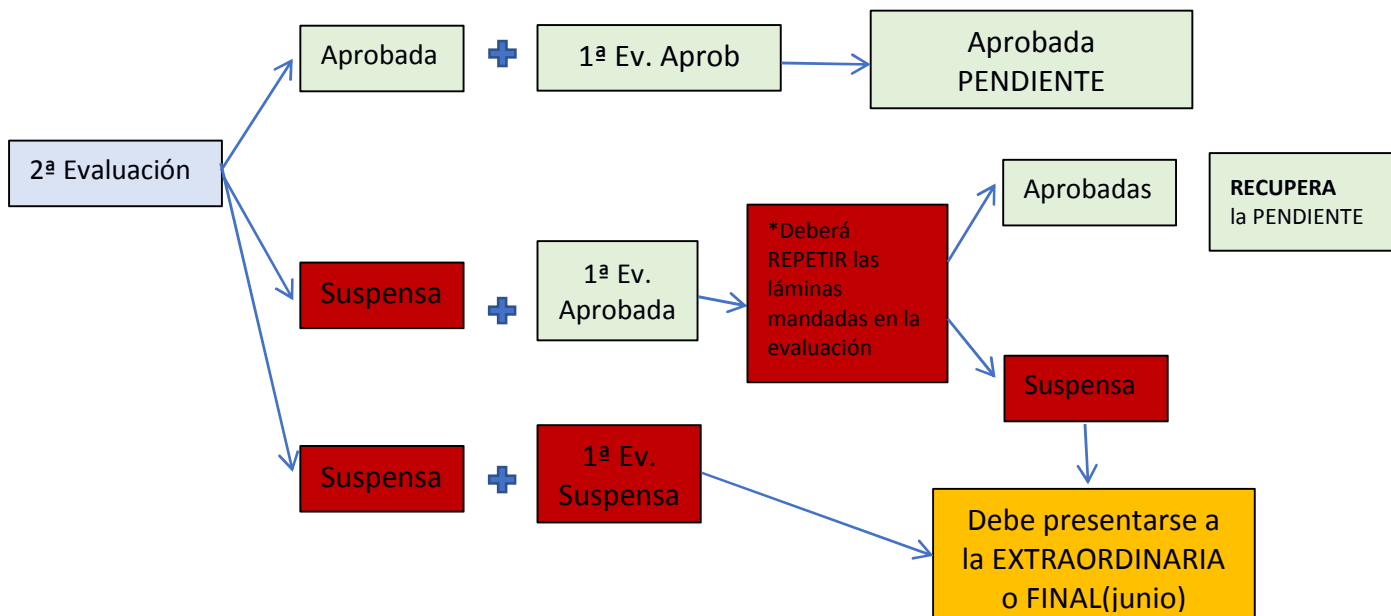 Aprobada
1ª Ev. Aprob
Aprobada
PENDIENTE
2ª Evaluación
Aprobadas
RECUPERA
la PENDIENTE
Suspensa
1ª Ev.
Aprobada
*Deberá
REPETIR las
láminas
mandadas en la
evaluación
Suspensa
Suspensa
1ª Ev.
Suspensa
Debe presentarse a
la EXTRAORDINARIA
o FINAL(junio)